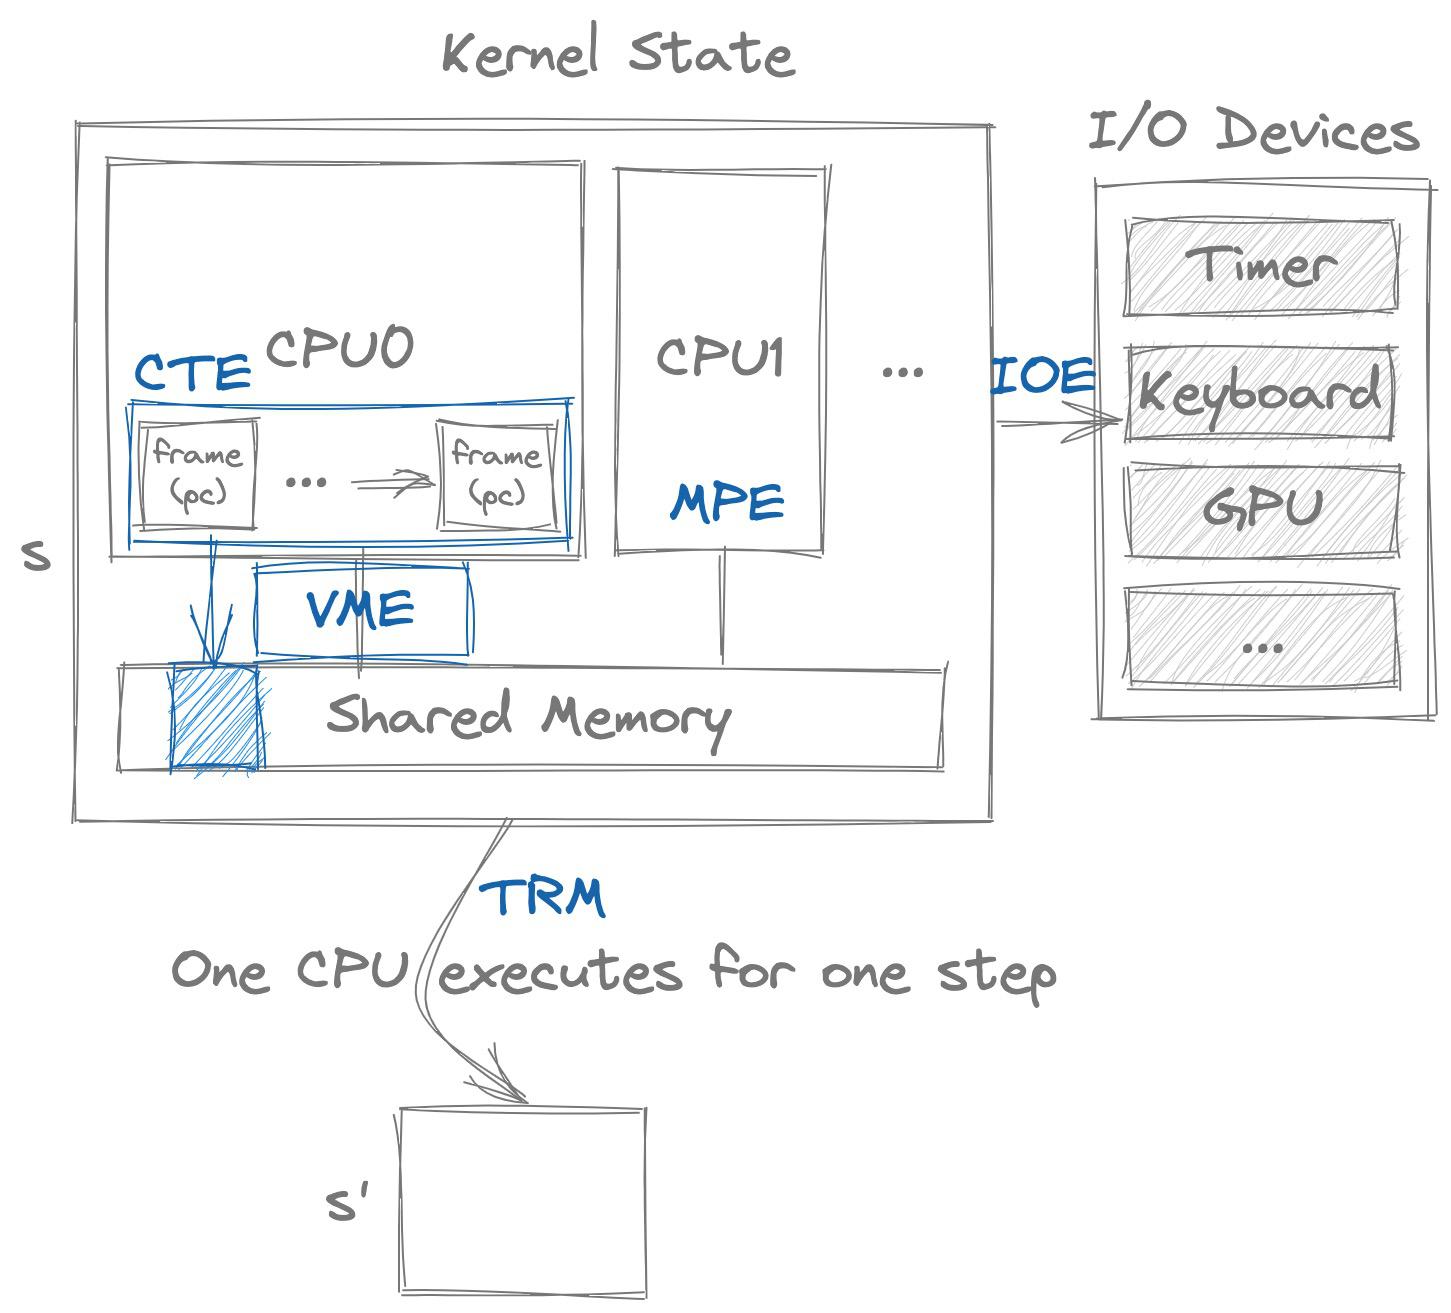 Kernel State
I/O Devices
Timer
CPU0
CPU1
...
CTE
IOE
Keyboard
frame
(pc)
...
frame
(pc)
MPE
GPU
s
VME
...
Shared Memory
TRM
One CPU executes for one step
s'